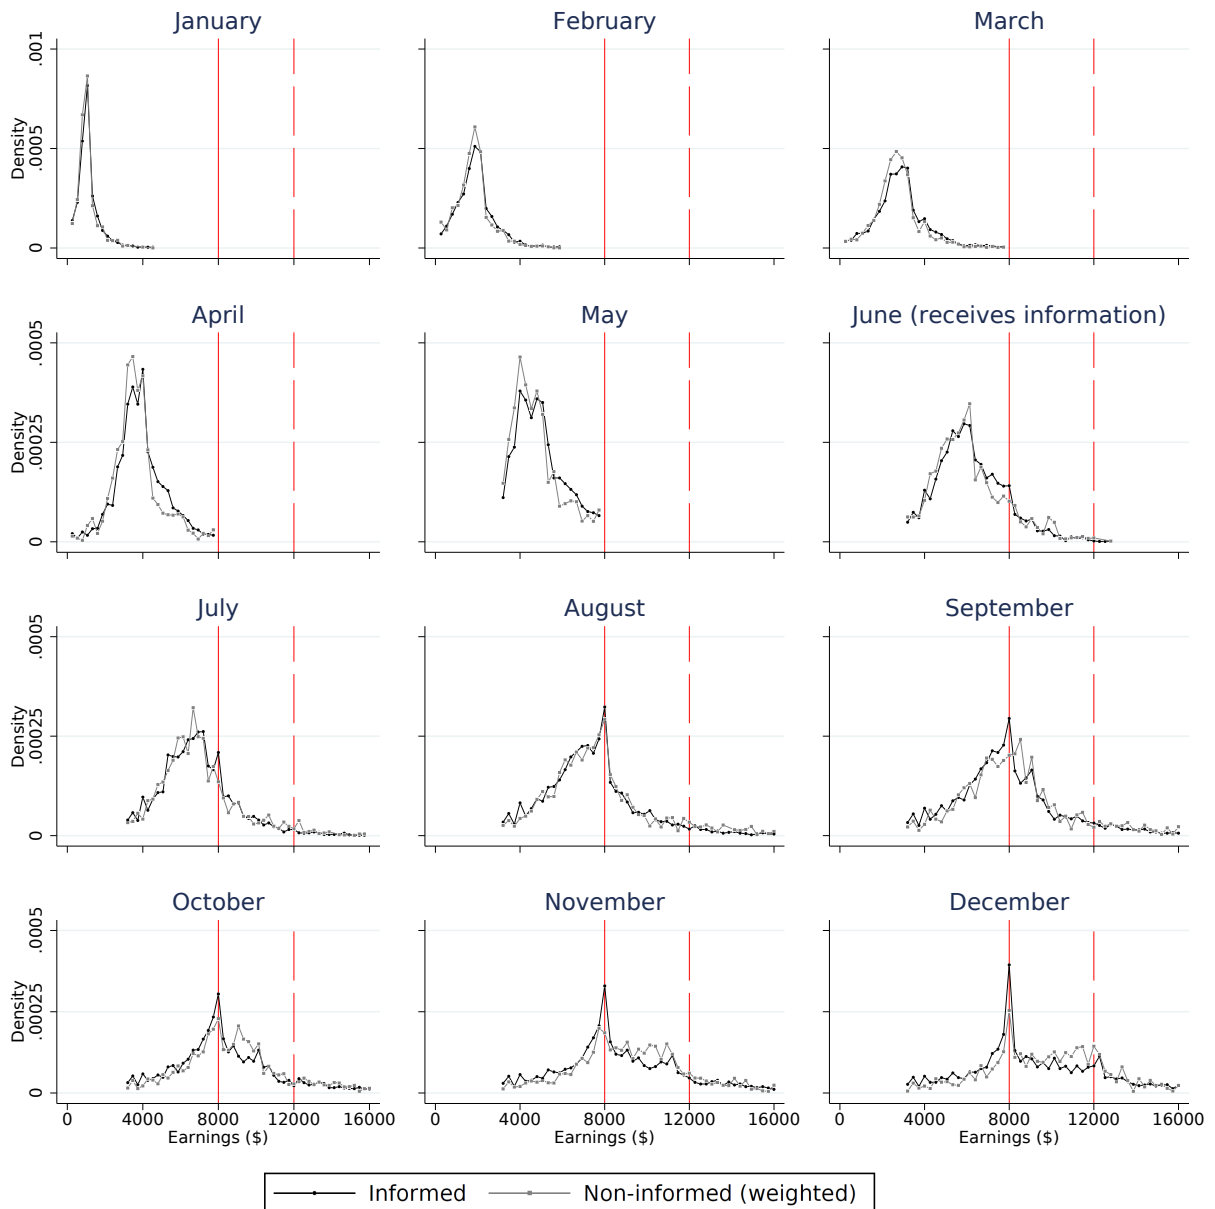 January
February
March
Density
0 .0005 .001
April
May
June (receives information)
Density
0 .00025 .0005
July
August
September
Density
0 .00025 .0005
October
November
December
Density
0 .00025 .0005
0 4000 8000 12000 16000
0 4000 8000 12000 16000
0 4000 8000 12000 16000
Earnings ($)
Earnings ($)
Earnings ($)
Informed
Non-informed (weighted)